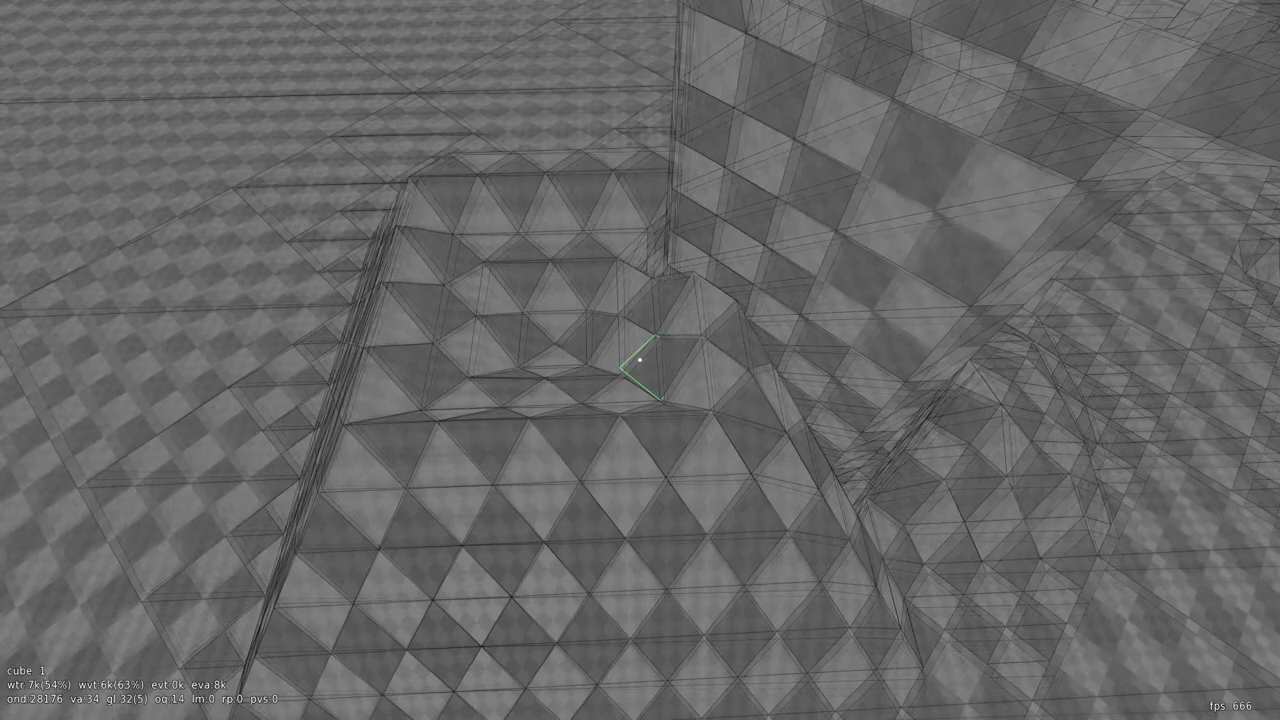 cube 1
wtr:7k(54%) wvt:6k(63%) evt:0k eva:8k
ond:28176 va:34 gl:32(5) oq:14 lm:0 rp:0 pvs:0
fps 666